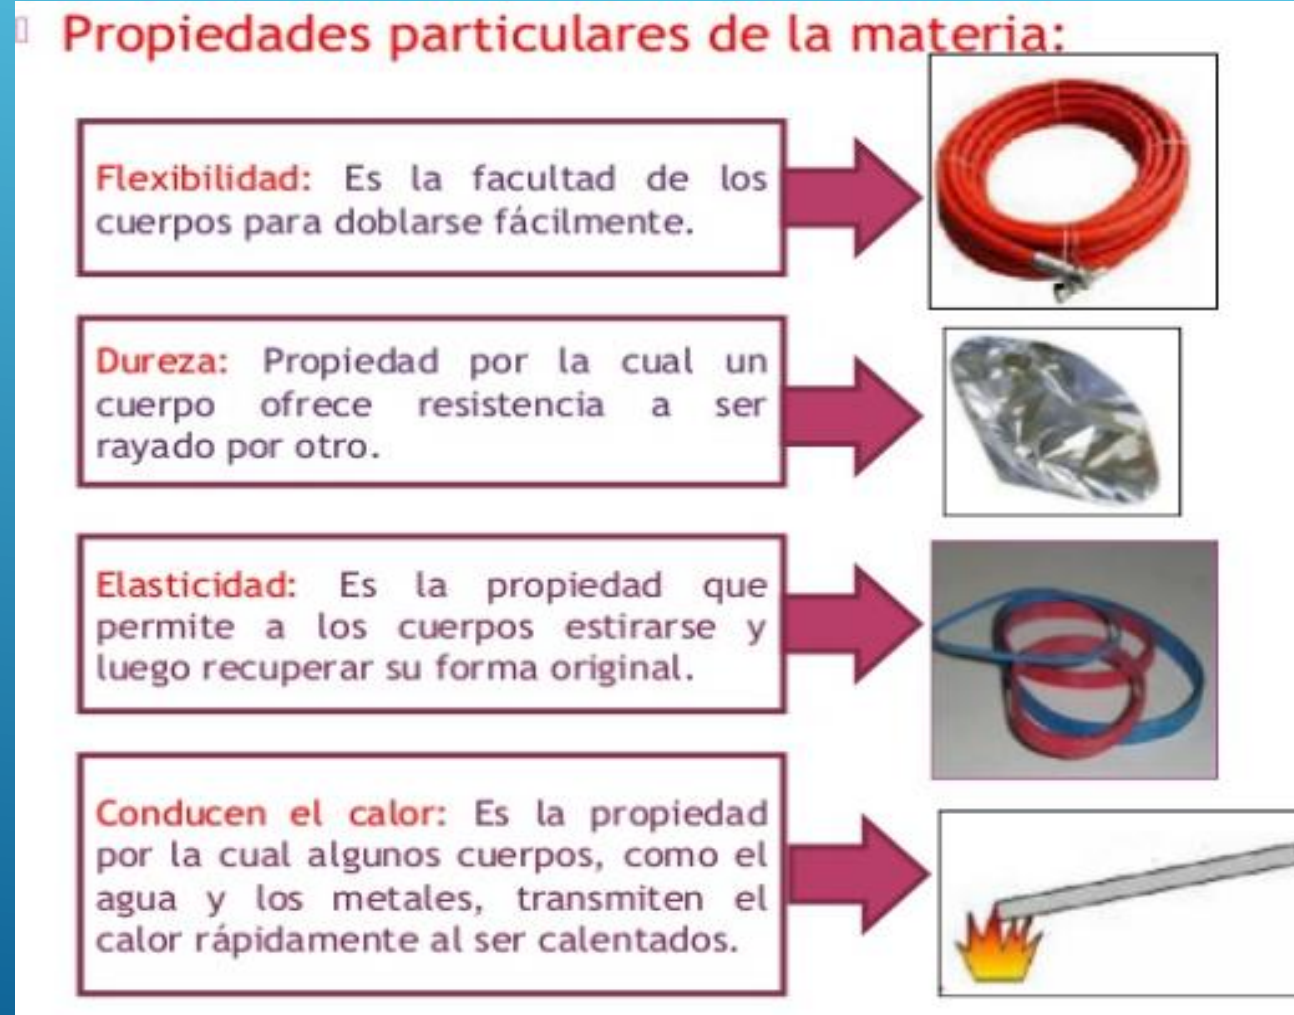 Propiedades particulares de la materia:
Flexibilidad: Es la facultad de los
cuerpos para doblarse fácilmente.
Dureza: Propiedad por la cual un
cuerpo ofrece resistencia a ser
rayado por otro.
Elasticidad: Es la propiedad que
permite a los cuerpos estirarse y
luego recuperar su forma original.
Conducen el calor: Es la propiedad
por la cual algunos cuerpos, como el
agua y los metales, transmiten el
calor rápidamente al ser calentados.